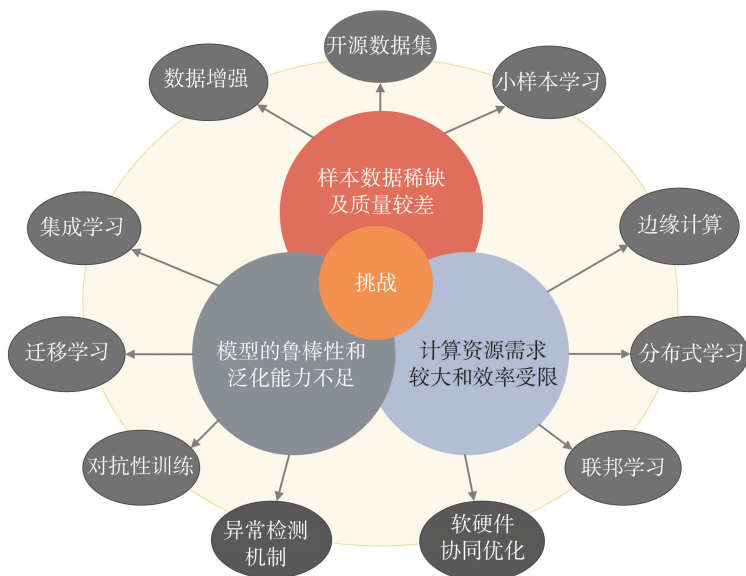 开源数据集
数据增强
小样本学习
样本数据稀缺
及质量较差
集成学习
边缘计算
挑战
迁移学习
模型的鲁棒性和
泛化能力不足
计算资源需求
较大和效率受限
分布式学习
对抗性训练
联邦学习
异常检测
机制
软硬件
协同优化